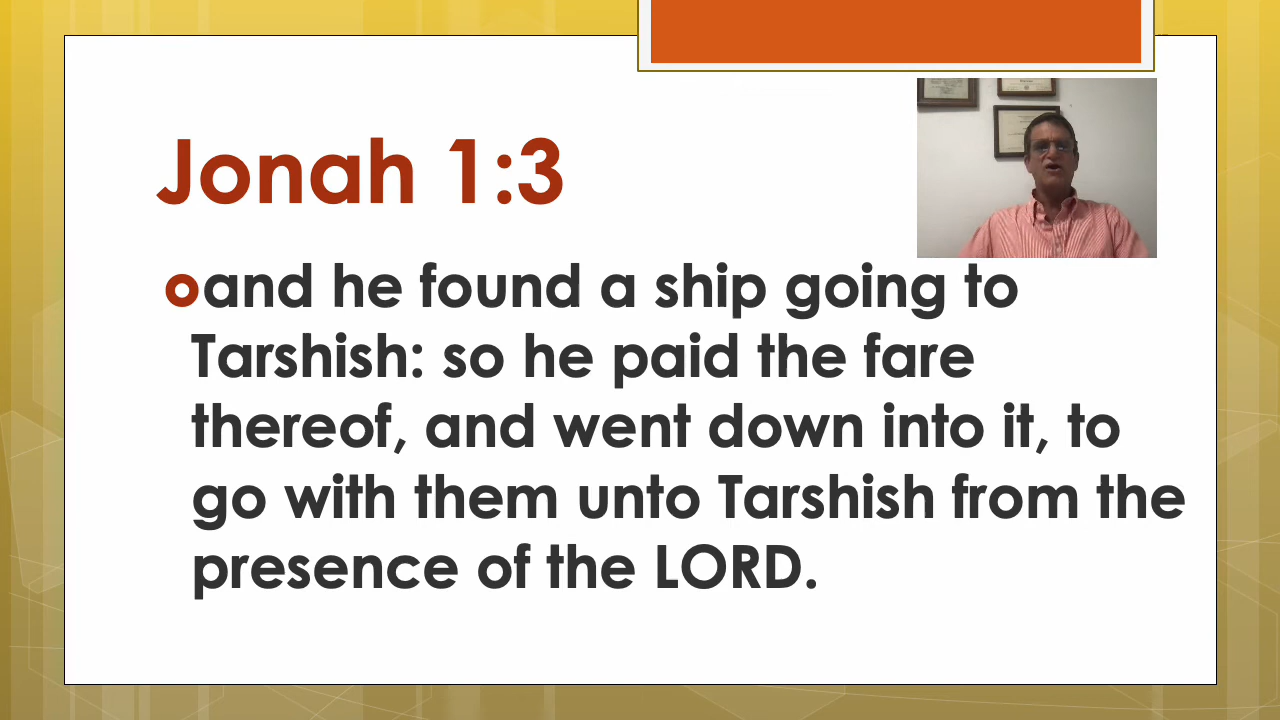 Jonah 1:3
and he found a ship going to
Tarshish: so he paid the fare
thereof, and went down into it, to
go with them unto Tarshish from the
presence of the LORD.